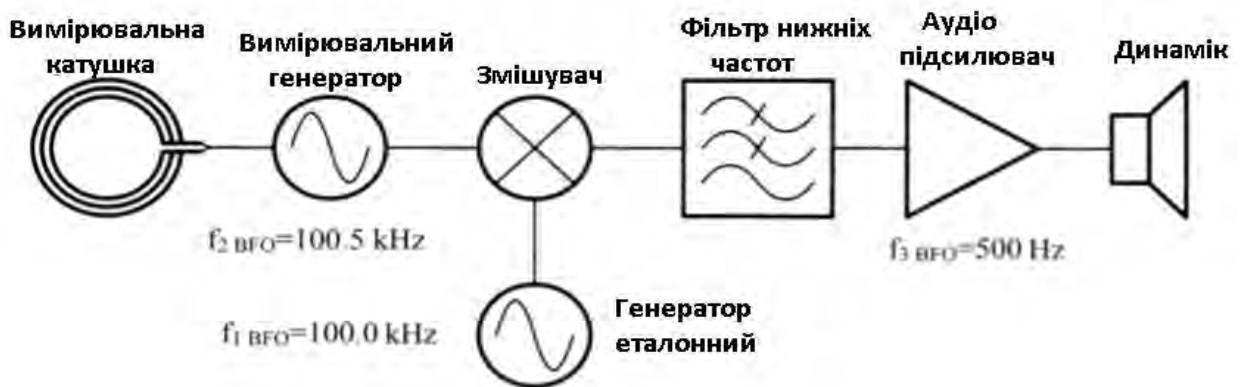 Вимірювальна
катушка
Вимірювальний
генератор
Змішувач
Фільтр нижніх
частот
Аудіо
підсилювач
Динамік
f2 BFO=100.5 kHz
f3 BFO=500 Hz
f1 BFO=100.0 kHz
Генератор
еталонний